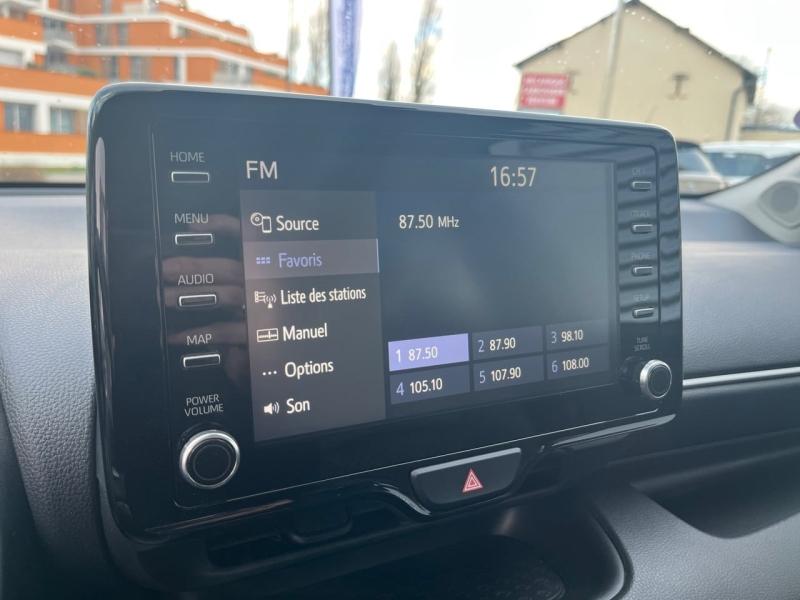 HOME
MENU
AUDIO
MAP
POWER
VOLUME
FM
16:57
Source
Favoris
Liste des stations
Manuel
Options
Son
87.50 MHz
1 87.50
2 87.90
3 98.10
4 105.10
5 107.90
6 108.00
PHONE
SETUP
TUNE
SCROLL